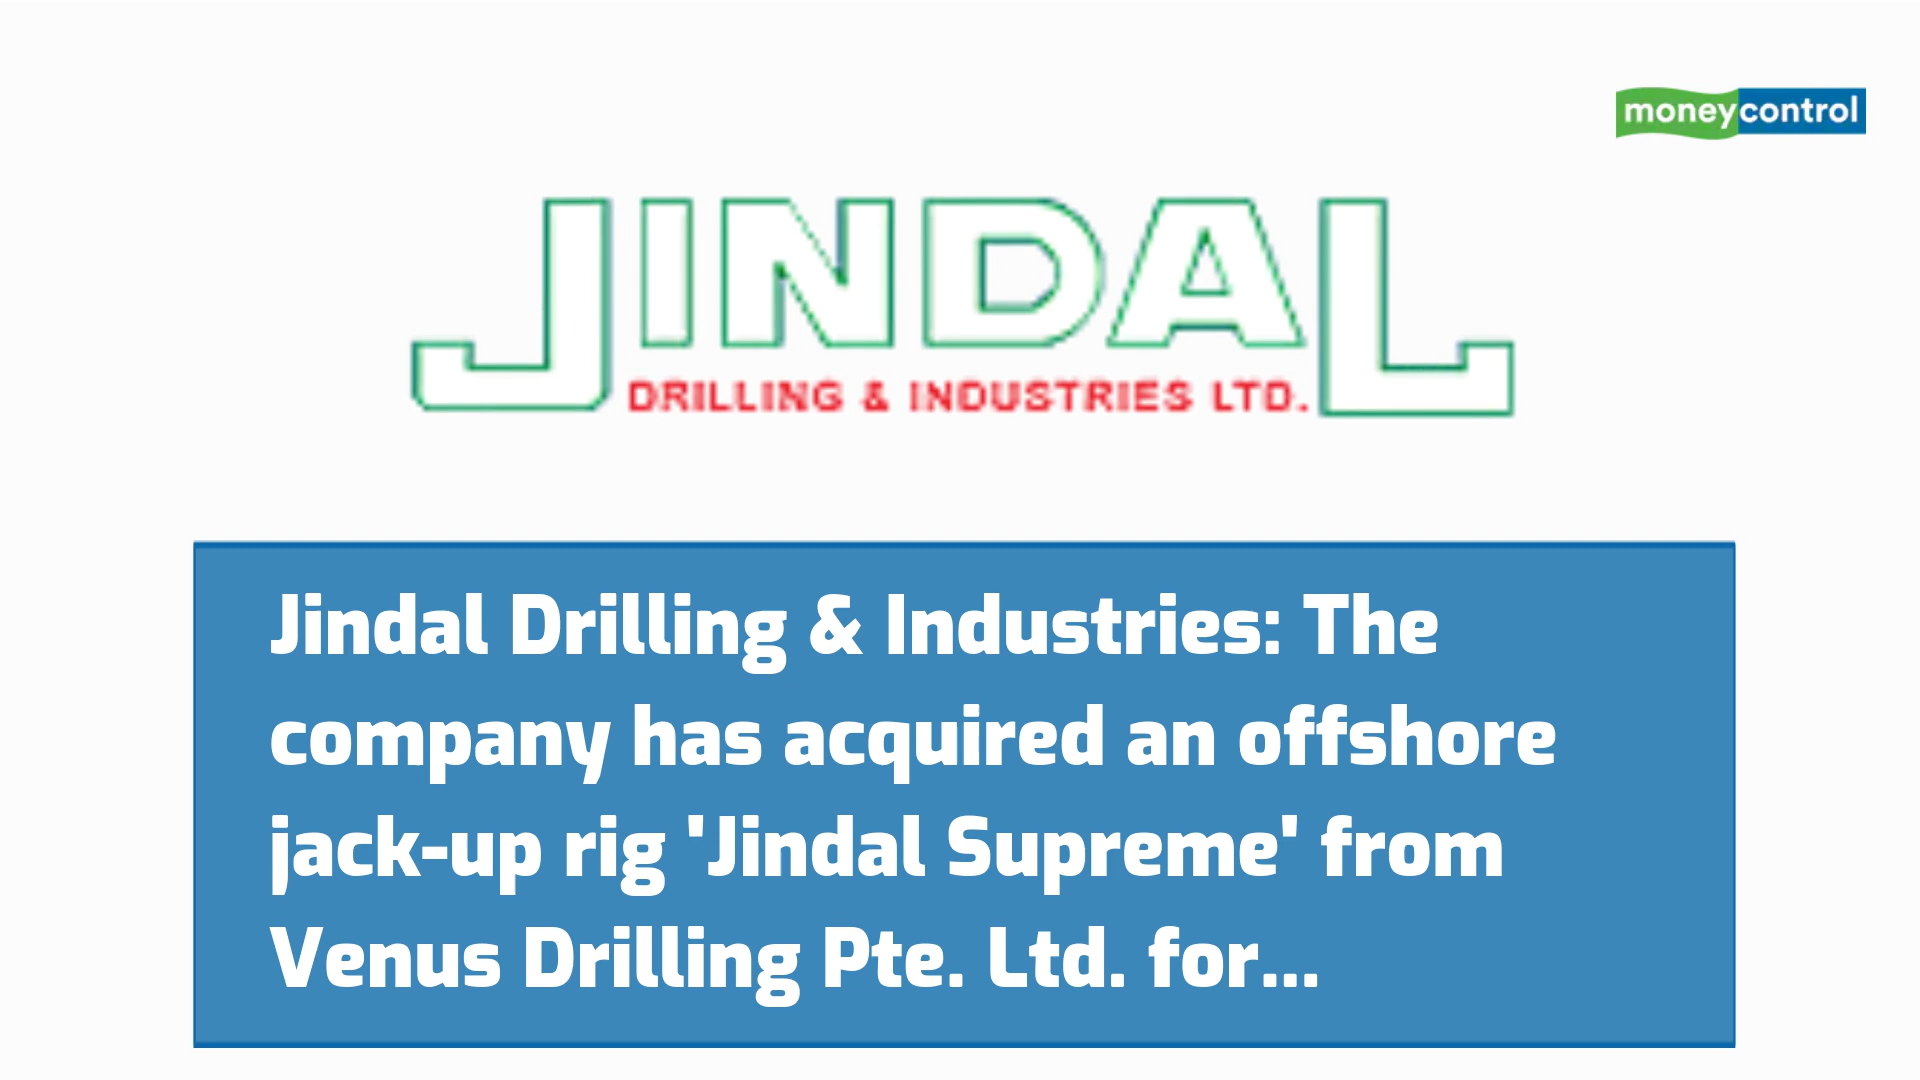 moneycontrol
JINDAL
DRILLING & INDUSTRIES LTD.
Jindal Drilling & Industries: The
company has acquired an offshore
jack-up rig 'Jindal Supreme' from
Venus Drilling Pte. Ltd. for...